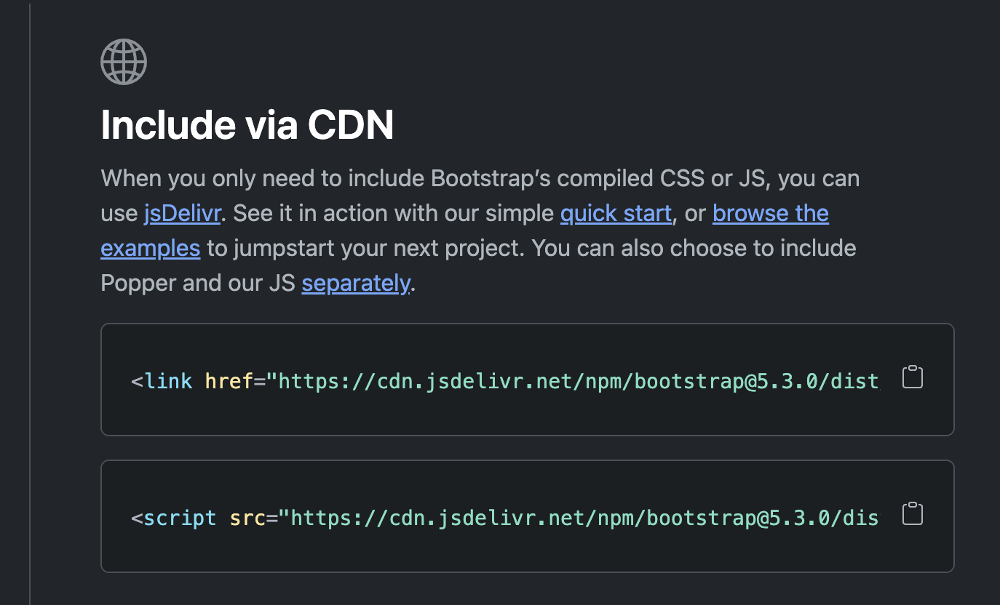 Include via CDN
When you only need to include Bootstrap’s compiled CSS or JS, you can
use jsDelivr. See it in action with our simple quick start, or browse the
examples to jumpstart your next project. You can also choose to include
Popper and our JS separately.
<link href="https://cdn.jsdelivr.net/npm/bootstrap@5.3.0/dist
<script src="https://cdn.jsdelivr.net/npm/bootstrap@5.3.0/dis